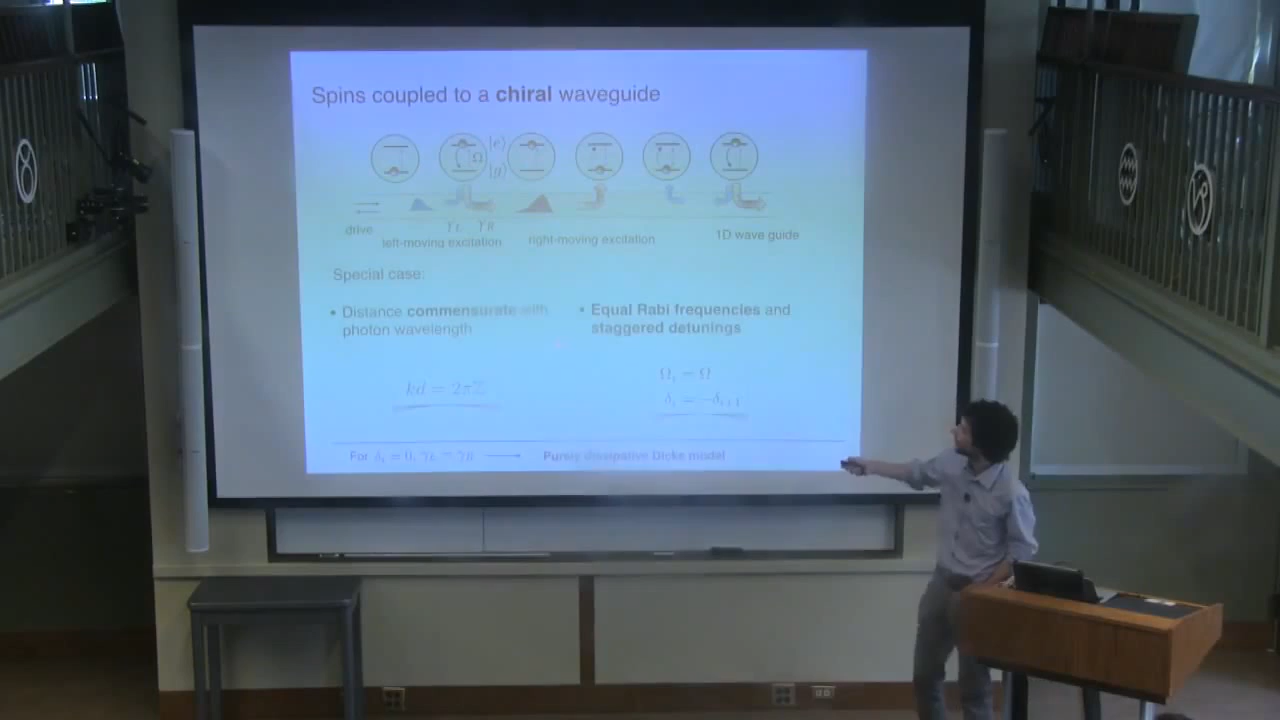 Spins coupled to a chiral waveguide
|e⟩
Ω
|g⟩
drive
γL γR
left-moving excitation
right-moving excitation
1D wave guide
Special case:
• Distance commensurate with
photon wavelength
• Equal Rabi frequencies and
staggered detunings
kd = 2πℤ
Ωi = Ω
δi = −δi+1
For δi = 0, γL = γR ⟶ Purely dissipative Dicke model